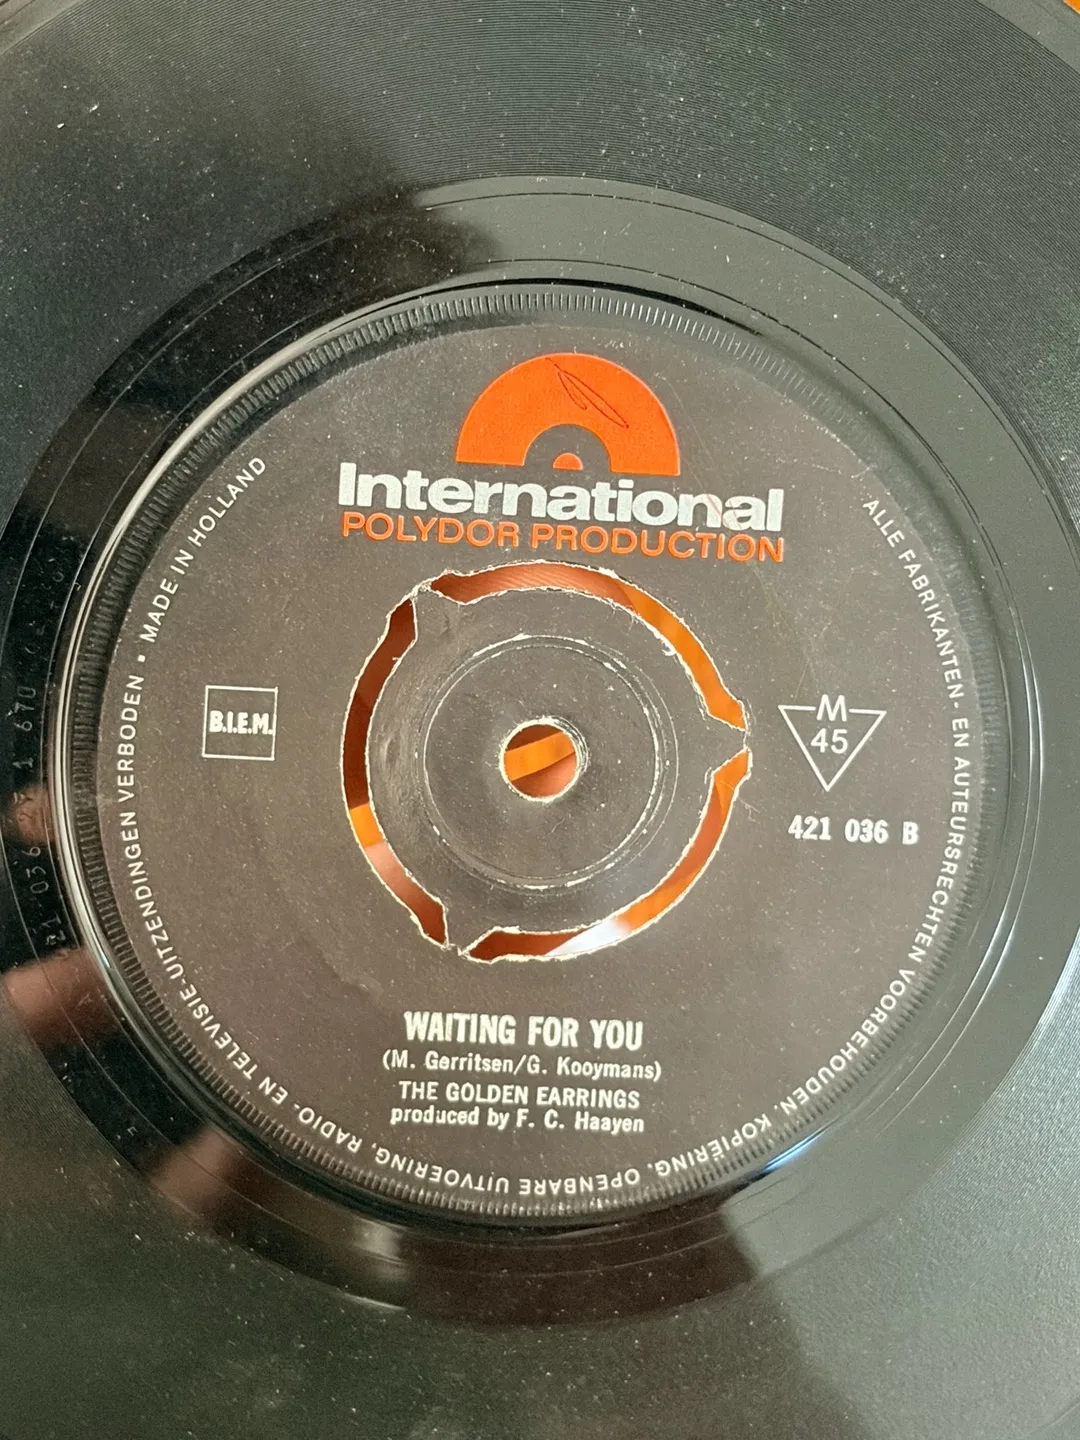 International
POLYDOR PRODUCTION
MADE IN HOLLAND
ALLE FABRIKANTEN- EN AUTEURSRECHTEN VOORBEHOUDEN. KOPIËRING, OPENBARE UITVOERING, RADIO- EN TELEVISIE-UITZENDINGEN VERBODEN •
B.I.E.M.
M
45
421 036 B
WAITING FOR YOU
(M. Gerritsen/G. Kooymans)
THE GOLDEN EARRINGS
produced by F. C. Haayen